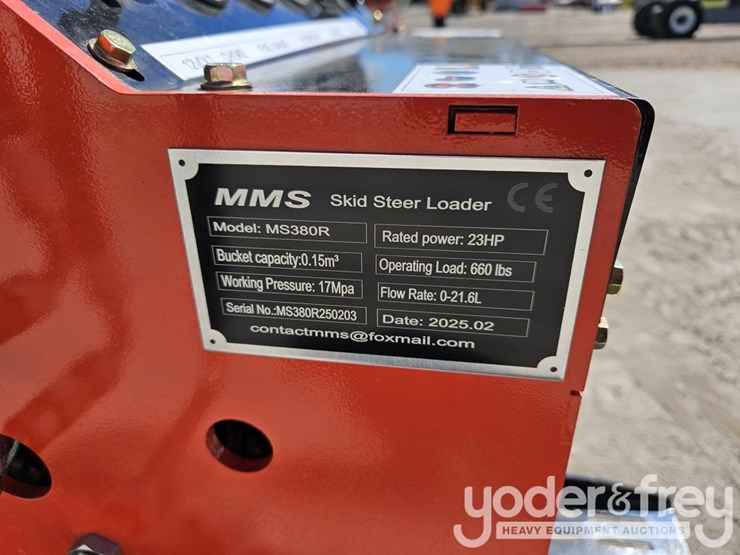 MMS Skid Steer Loader CE
Model: MS380R
Rated power: 23HP
Bucket capacity:0.15m³
Operating Load: 660 lbs
Working Pressure: 17Mpa
Flow Rate: 0-21.6L
Serial No.:MS380R250203
Date: 2025.02
contactmms@foxmail.com
yoder&frey
HEAVY EQUIPMENT AUCTIONS